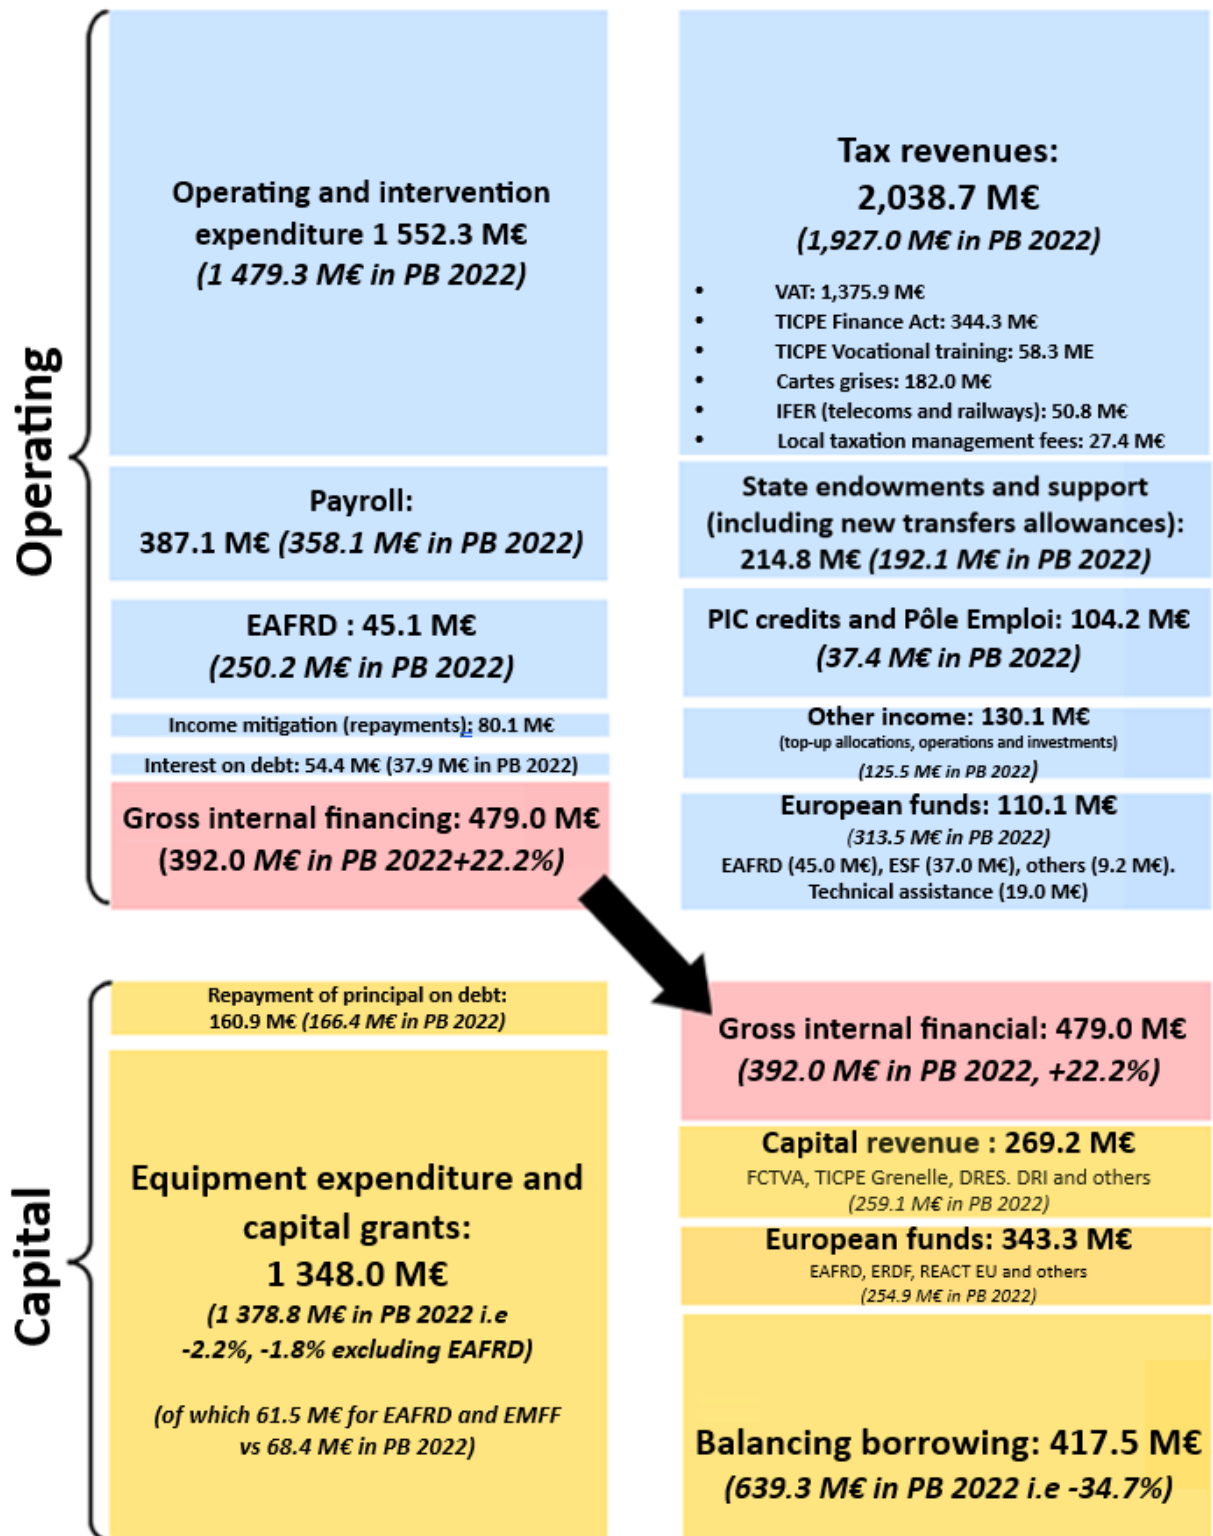 Operating
Operating and intervention
expenditure 1 552.3 M€
(1 479.3 M€ in PB 2022)
Payroll:
387.1 M€ (358.1 M€ in PB 2022)
EAFRD : 45.1 M€
(250.2 M€ in PB 2022)
Income mitigation (repayments): 80.1 M€
Interest on debt: 54.4 M€ (37.9 M€ in PB 2022)
Gross internal financing: 479.0 M€
(392.0 M€ in PB 2022+22.2%)
Tax revenues:
2,038.7 M€
(1,927.0 M€ in PB 2022)
• VAT: 1,375.9 M€
• TICPE Finance Act: 344.3 M€
• TICPE Vocational training: 58.3 ME
• Cartes grises: 182.0 M€
• IFER (telecoms and railways): 50.8 M€
• Local taxation management fees: 27.4 M€
State endowments and support
(including new transfers allowances):
214.8 M€ (192.1 M€ in PB 2022)
PIC credits and Pôle Emploi: 104.2 M€
(37.4 M€ in PB 2022)
Other income: 130.1 M€
(top-up allocations, operations and investments)
(125.5 M€ in PB 2022)
European funds: 110.1 M€
(313.5 M€ in PB 2022)
EAFRD (45.0 M€), ESF (37.0 M€), others (9.2 M€).
Technical assistance (19.0 M€)
Capital
Repayment of principal on debt:
160.9 M€ (166.4 M€ in PB 2022)
Equipment expenditure and
capital grants:
1 348.0 M€
(1 378.8 M€ in PB 2022 i.e
-2.2%, -1.8% excluding EAFRD)
(of which 61.5 M€ for EAFRD and EMFF
vs 68.4 M€ in PB 2022)
Gross internal financial: 479.0 M€
(392.0 M€ in PB 2022, +22.2%)
Capital revenue : 269.2 M€
FCTVA, TICPE Grenelle, DRES. DRI and others
(259.1 M€ in PB 2022)
European funds: 343.3 M€
EAFRD, ERDF, REACT EU and others
(254.9 M€ in PB 2022)
Balancing borrowing: 417.5 M€
(639.3 M€ in PB 2022 i.e -34.7%)